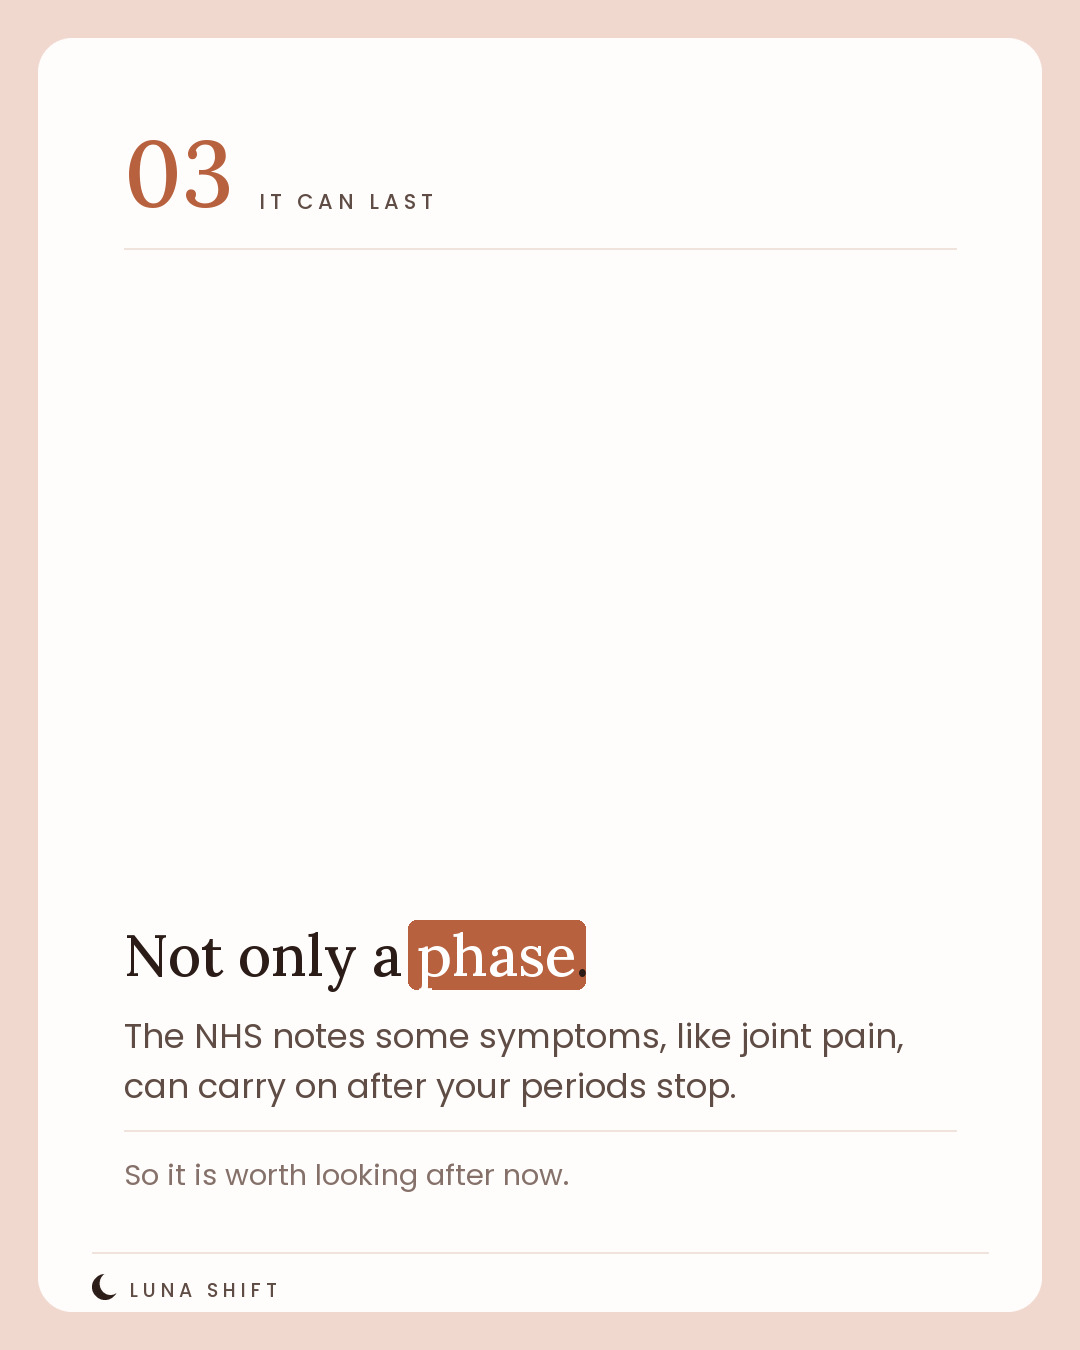 03 IT CAN LAST
Not only a phase.
The NHS notes some symptoms, like joint pain,
can carry on after your periods stop.
So it is worth looking after now.
LUNA SHIFT